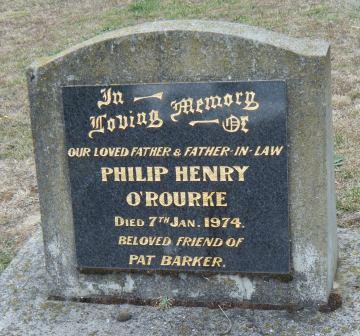 In Memory
Loving Of
OUR LOVED FATHER & FATHER-IN-LAW
PHILIP HENRY
O'ROURKE
DIED 7TH JAN. 1974.
BELOVED FRIEND OF
PAT BARKER.